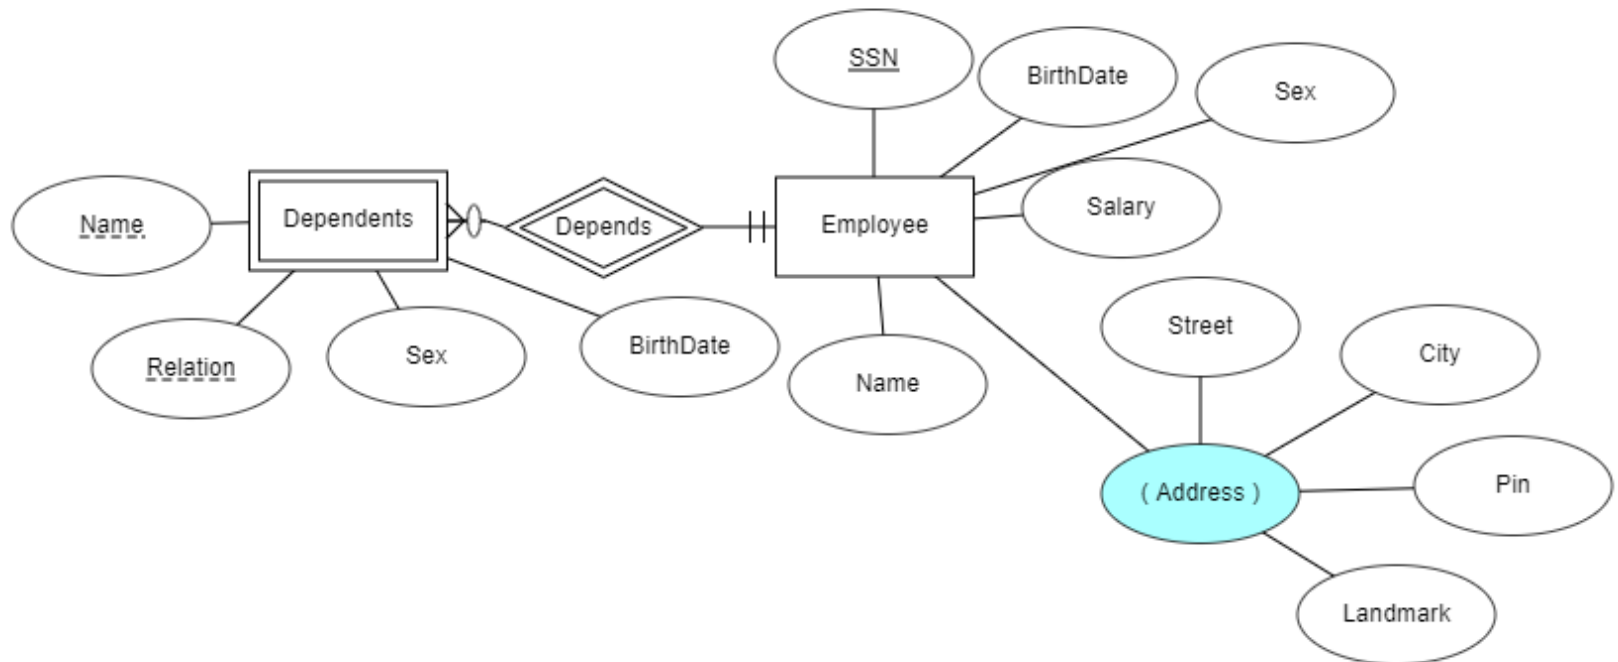 SSN
BirthDate
Sex
Name
Dependents
Depends
Employee
Salary
Relation
Sex
BirthDate
Name
Street
City
( Address )
Pin
Landmark